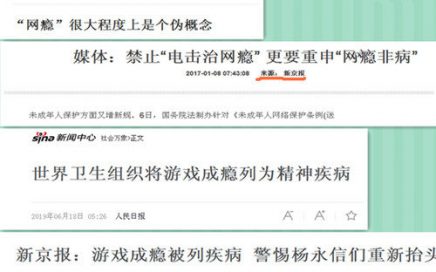 “网瘾”很大程度上是个伪概念
媒体：禁止“电击治网瘾”更要重申“网瘾非病”
2017-01-08 07:43:08 来源：新京报
未成年人保护方面又增新规。6日，国务院法制办针对《未成年人网络保护条例(送
sina 新闻中心 社会万象>正文
世界卫生组织将游戏成瘾列为精神疾病
2019年06月18日 05:26 人民日报
新京报：游戏成瘾被列疾病 警惕杨永信们重新抬头